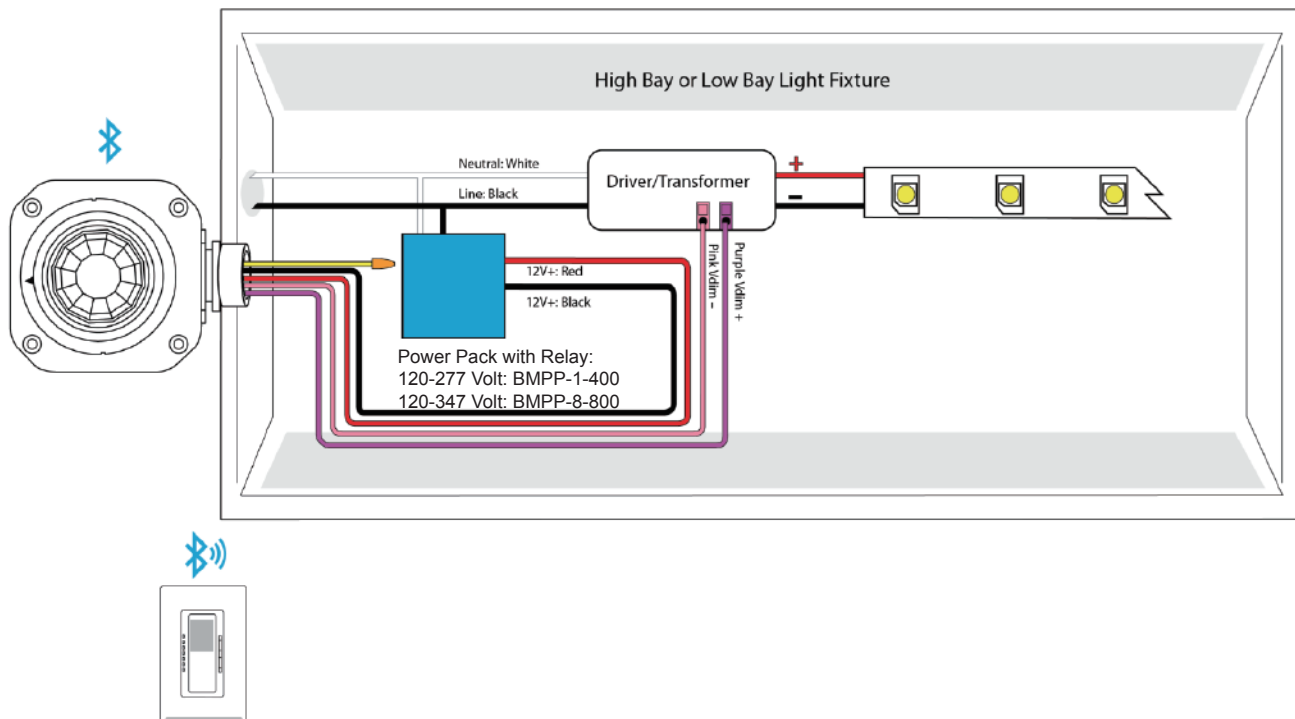 High Bay or Low Bay Light Fixture
Neutral: White
Line: Black
Driver/Transformer
+
–
12V+: Red
12V+: Black
Pink Vdim –
Purple Vdim +
Power Pack with Relay:
120-277 Volt: BMPP-1-400
120-347 Volt: BMPP-8-800